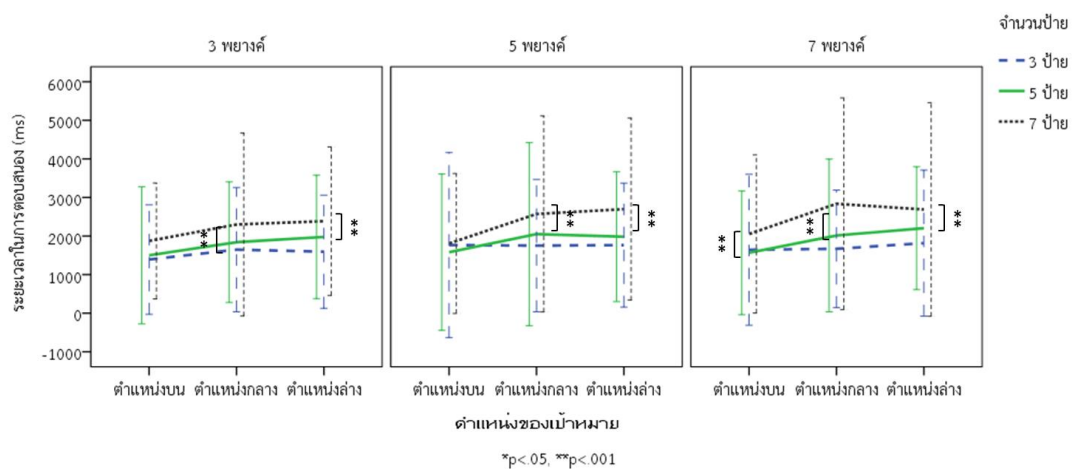 จำนวนป้าย
3 พยางค์ 5 พยางค์ 7 พยางค์
3 ป้าย
5 ป้าย
7 ป้าย
ระยะเวลาในการตอบสนอง (ms)
6000
5000
4000
3000
2000
1000
0
-1000
** ** ** ** ** ** **
ตำแหน่งบน ตำแหน่งกลาง ตำแหน่งล่าง ตำแหน่งบน ตำแหน่งกลาง ตำแหน่งล่าง ตำแหน่งบน ตำแหน่งกลาง ตำแหน่งล่าง
ตำแหน่งของเป้าหมาย
*p<.05, **p<.001